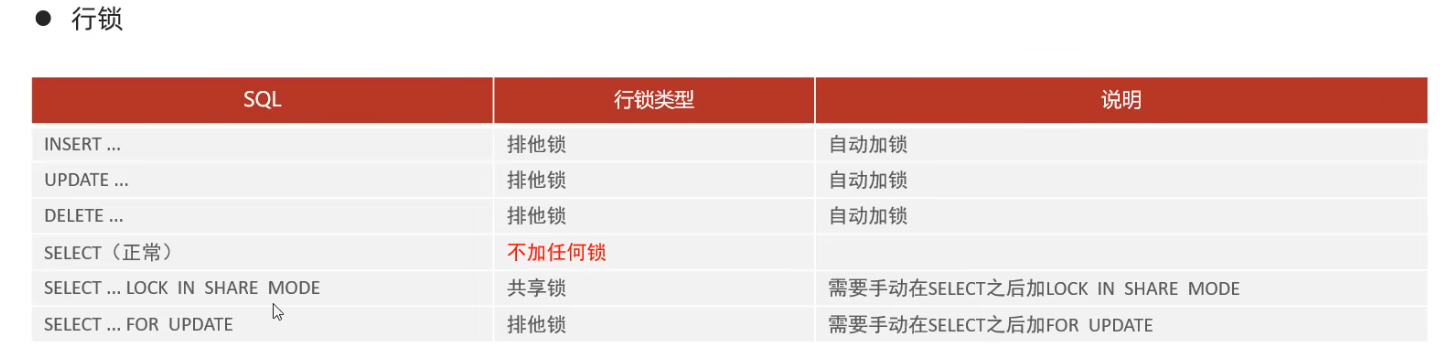 ● 行锁
SQL 行锁类型 说明
INSERT ... 排他锁 自动加锁
UPDATE ... 排他锁 自动加锁
DELETE ... 排他锁 自动加锁
SELECT（正常） 不加任何锁
SELECT ... LOCK IN SHARE MODE 共享锁 需要手动在SELECT之后加LOCK IN SHARE MODE
SELECT ... FOR UPDATE 排他锁 需要手动在SELECT之后加FOR UPDATE